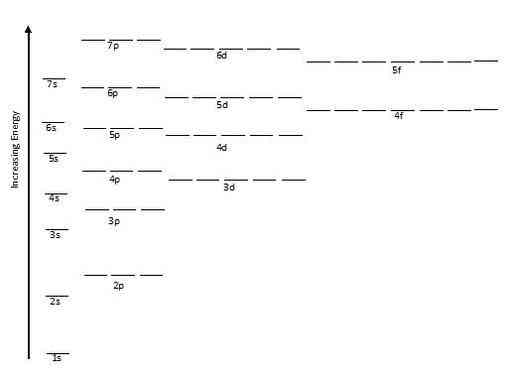 7p
6d
5f
7s
6p
5d
4f
6s
5p
4d
5s
4p
3d
4s
3p
3s
2p
2s
1s
Increasing Energy